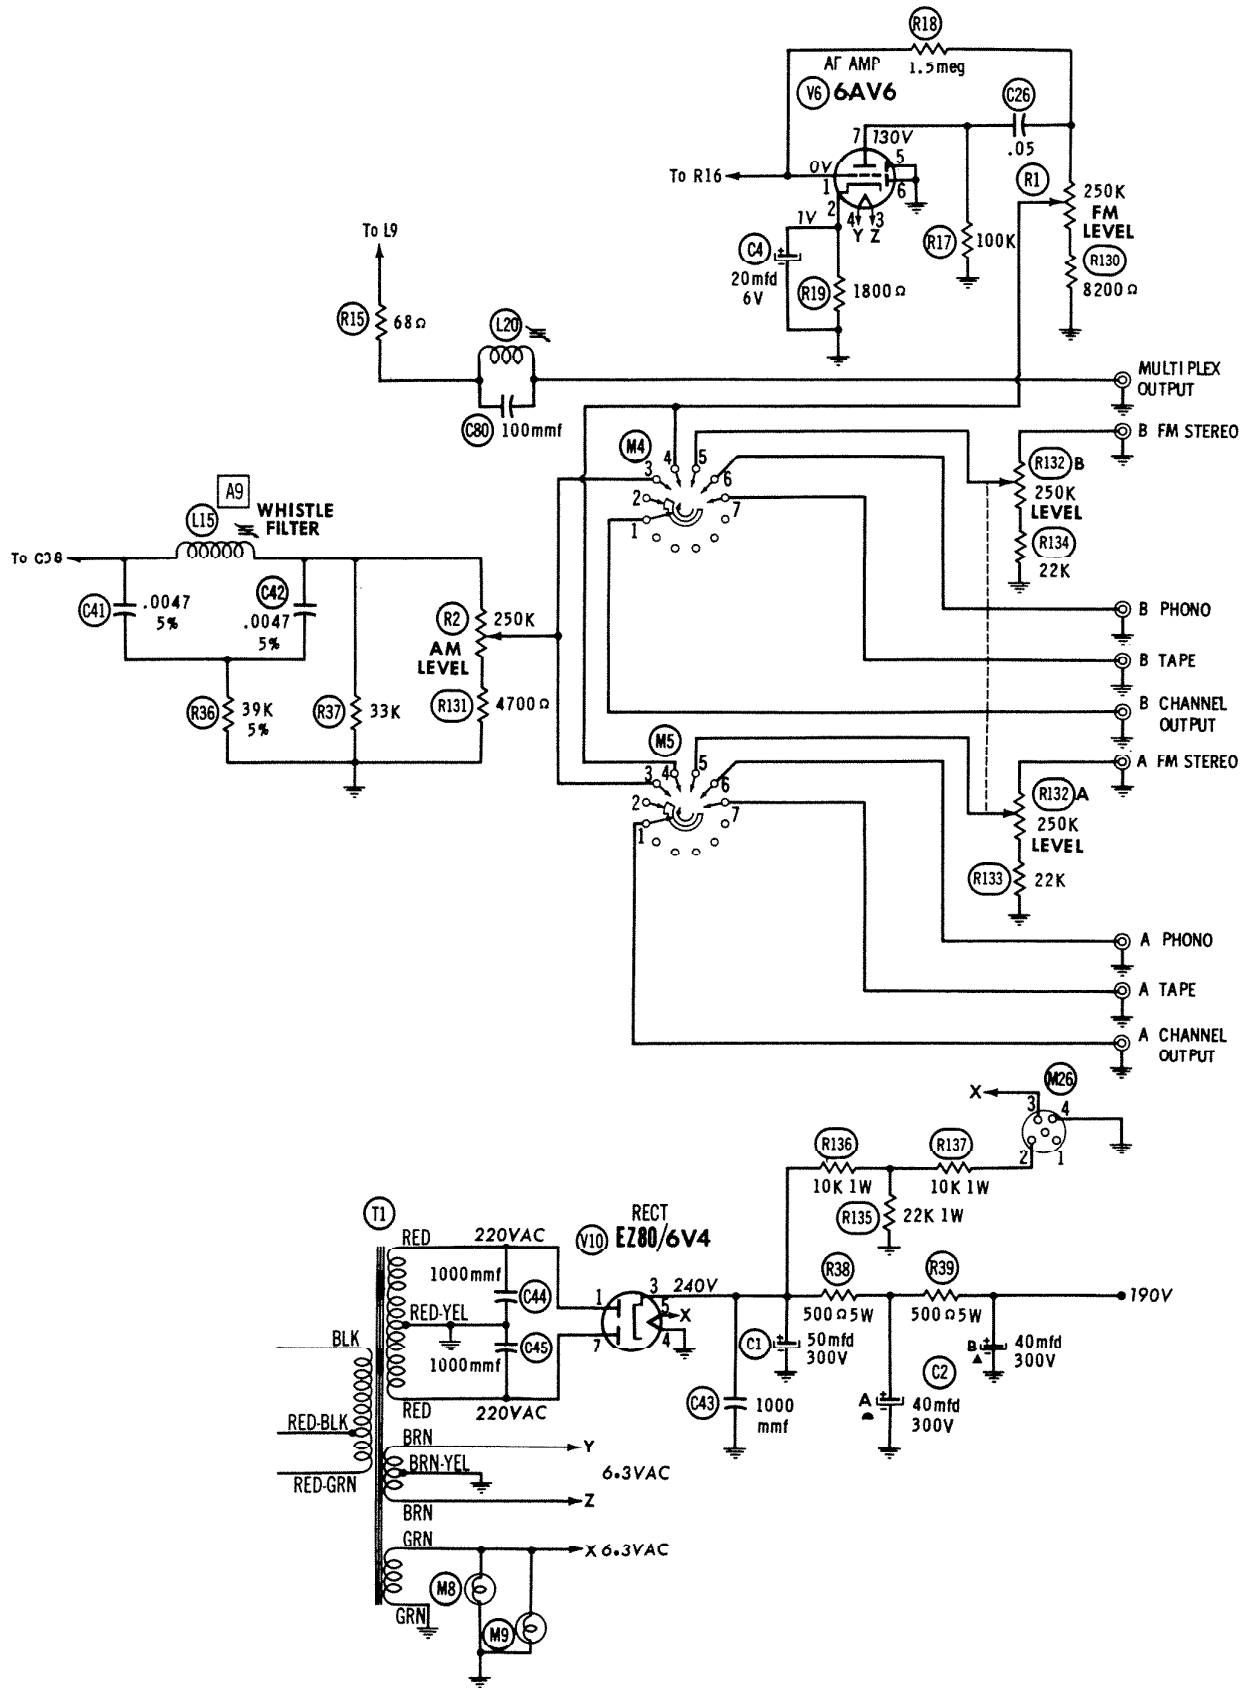 R18
1.5meg
AF AMP
V6 6AV6
C26
.05
7 130V
5
6
0V
1
2
4 3
Y Z
To R16
R1
250K
FM
LEVEL
R17 100K
R130
8200Ω
1V
C4
20mfd
6V
R19 1800Ω
To L9
R15 68Ω
L20
C80 100mmf
MULTIPLEX
OUTPUT
B FM STEREO
M4
1
2
3
4
5
6
7
R132 B
250K
LEVEL
R134
22K
A9
L15
WHISTLE
FILTER
To C38
C41
.0047
5%
C42
.0047
5%
R36
39K
5%
R37 33K
R2 250K
AM
LEVEL
R131 4700Ω
B PHONO
B TAPE
B CHANNEL
OUTPUT
M5
1
2
3
4
5
6
7
A FM STEREO
R132 A
250K
LEVEL
R133 22K
A PHONO
A TAPE
A CHANNEL
OUTPUT
X
M26
3
4
2
1
R136
10K 1W
R137
10K 1W
R135 22K 1W
T1
RED
220VAC
RECT
V10 EZ80/6V4
1000mmf C44
RED-YEL
1
7
3
5
4
X
240V
R38
500Ω 5W
R39
500Ω 5W
190V
1000mmf C45
RED
220VAC
BLK
RED-BLK
RED-GRN
C1
50mfd
300V
C43
1000
mmf
A
C2
40mfd
300V
B
40mfd
300V
BRN
Y
BRN-YEL
6.3VAC
BRN
Z
GRN
X 6.3VAC
M8
M9
GRN